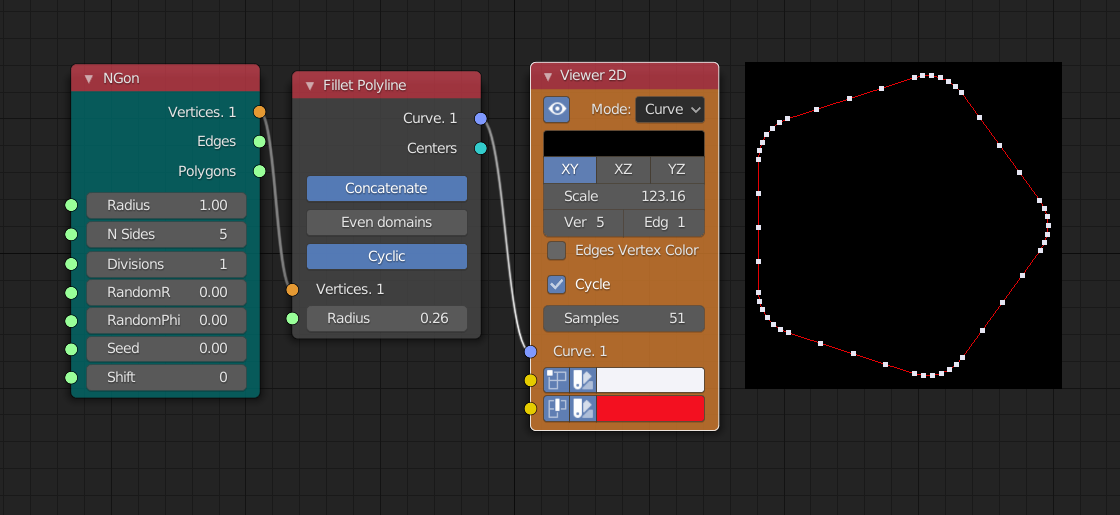 NGon
Vertices. 1
Edges
Polygons
Radius 1.00
N Sides 5
Divisions 1
RandomR 0.00
RandomPhi 0.00
Seed 0.00
Shift 0
Fillet Polyline
Curve. 1
Centers
Concatenate
Even domains
Cyclic
Vertices. 1
Radius 0.26
Viewer 2D
Mode: Curve
XY XZ YZ
Scale 123.16
Ver 5 Edg 1
Edges Vertex Color
Cycle
Samples 51
Curve. 1